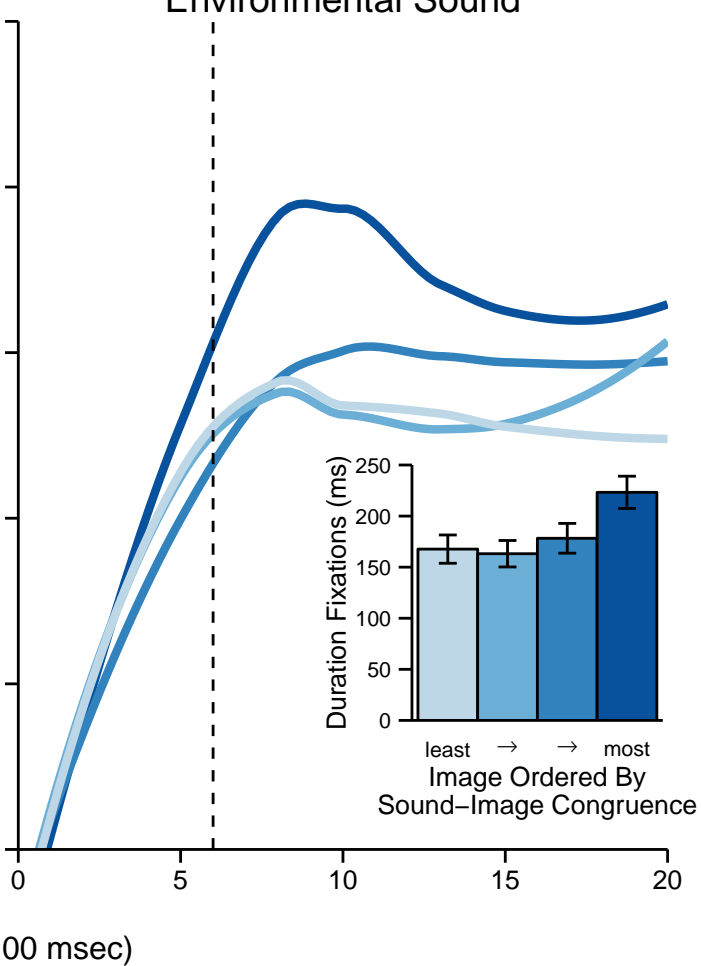 Environmental Sound
250
200
150
100
50
0
Duration Fixations (ms)
least → → most
Image Ordered By
Sound–Image Congruence
0 5 10 15 20
00 msec)